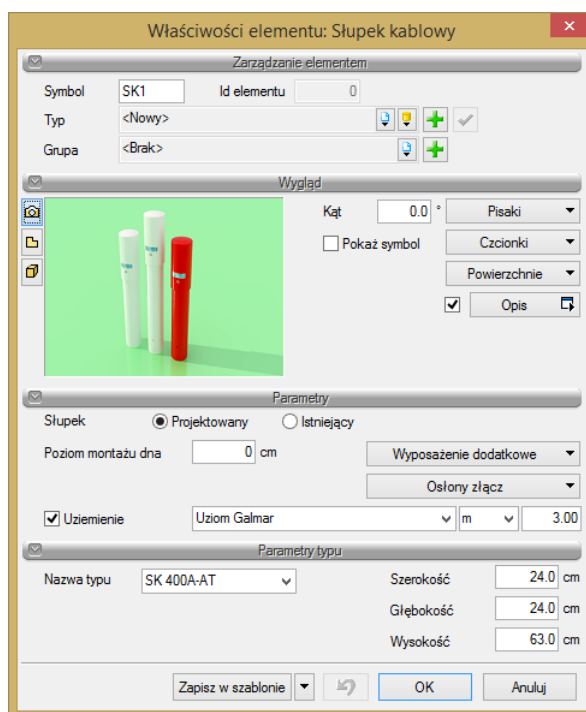 Właściwości elementu: Słupek kablowy
Zarządzanie elementem
Symbol SK1 Id elementu 0
Typ <Nowy>
Grupa <Brak>
Wygląd
Kąt 0.0 ° Pisaki
Pokaż symbol Czcionki
Powierzchnie
Opis
Parametry
Słupek Projektowany Istniejący
Poziom montażu dna 0 cm Wyposażenie dodatkowe
Osłony złącz
Uziemienie Uziom Galmar m 3.00
Parametry typu
Nazwa typu SK 400A-AT Szerokość 24.0 cm
Głębokość 24.0 cm
Wysokość 63.0 cm
Zapisz w szablonie OK Anuluj